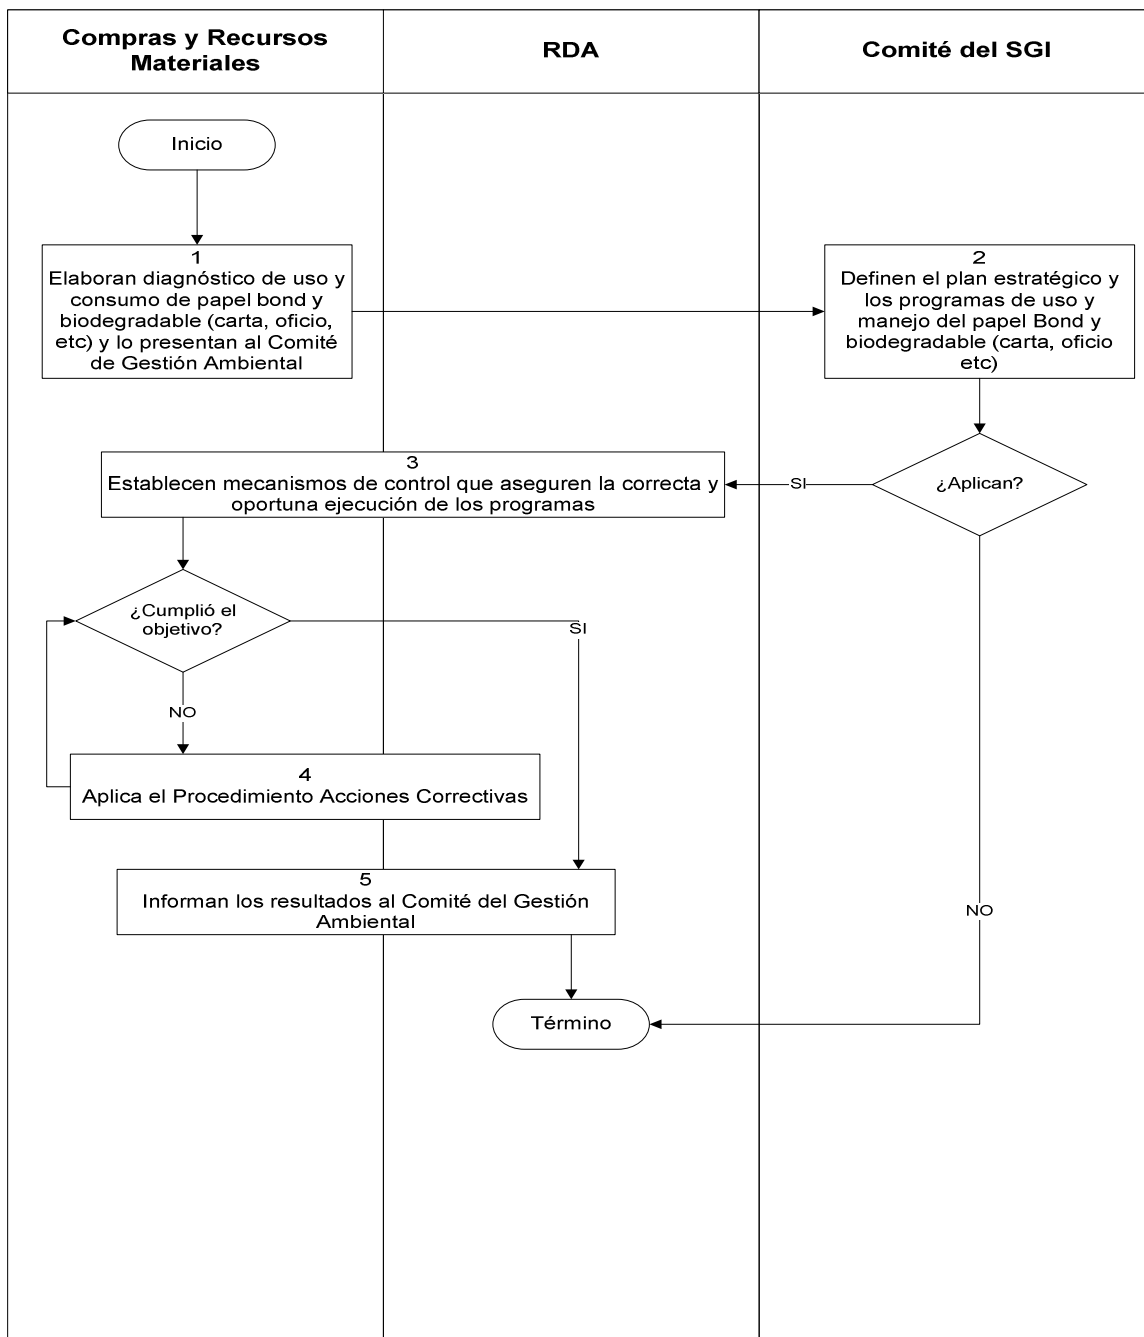 Compras y Recursos
Materiales
RDA
Comité del SGI
Inicio
1
Elaboran diagnóstico de uso y
consumo de papel bond y
biodegradable (carta, oficio,
etc) y lo presentan al Comité
de Gestión Ambiental
2
Definen el plan estratégico y
los programas de uso y
manejo del papel Bond y
biodegradable (carta, oficio
etc)
¿Aplican?
SI
3
Establecen mecanismos de control que aseguren la correcta y
oportuna ejecución de los programas
¿Cumplió el
objetivo?
SI
NO
4
Aplica el Procedimiento Acciones Correctivas
5
Informan los resultados al Comité del Gestión
Ambiental
NO
Término